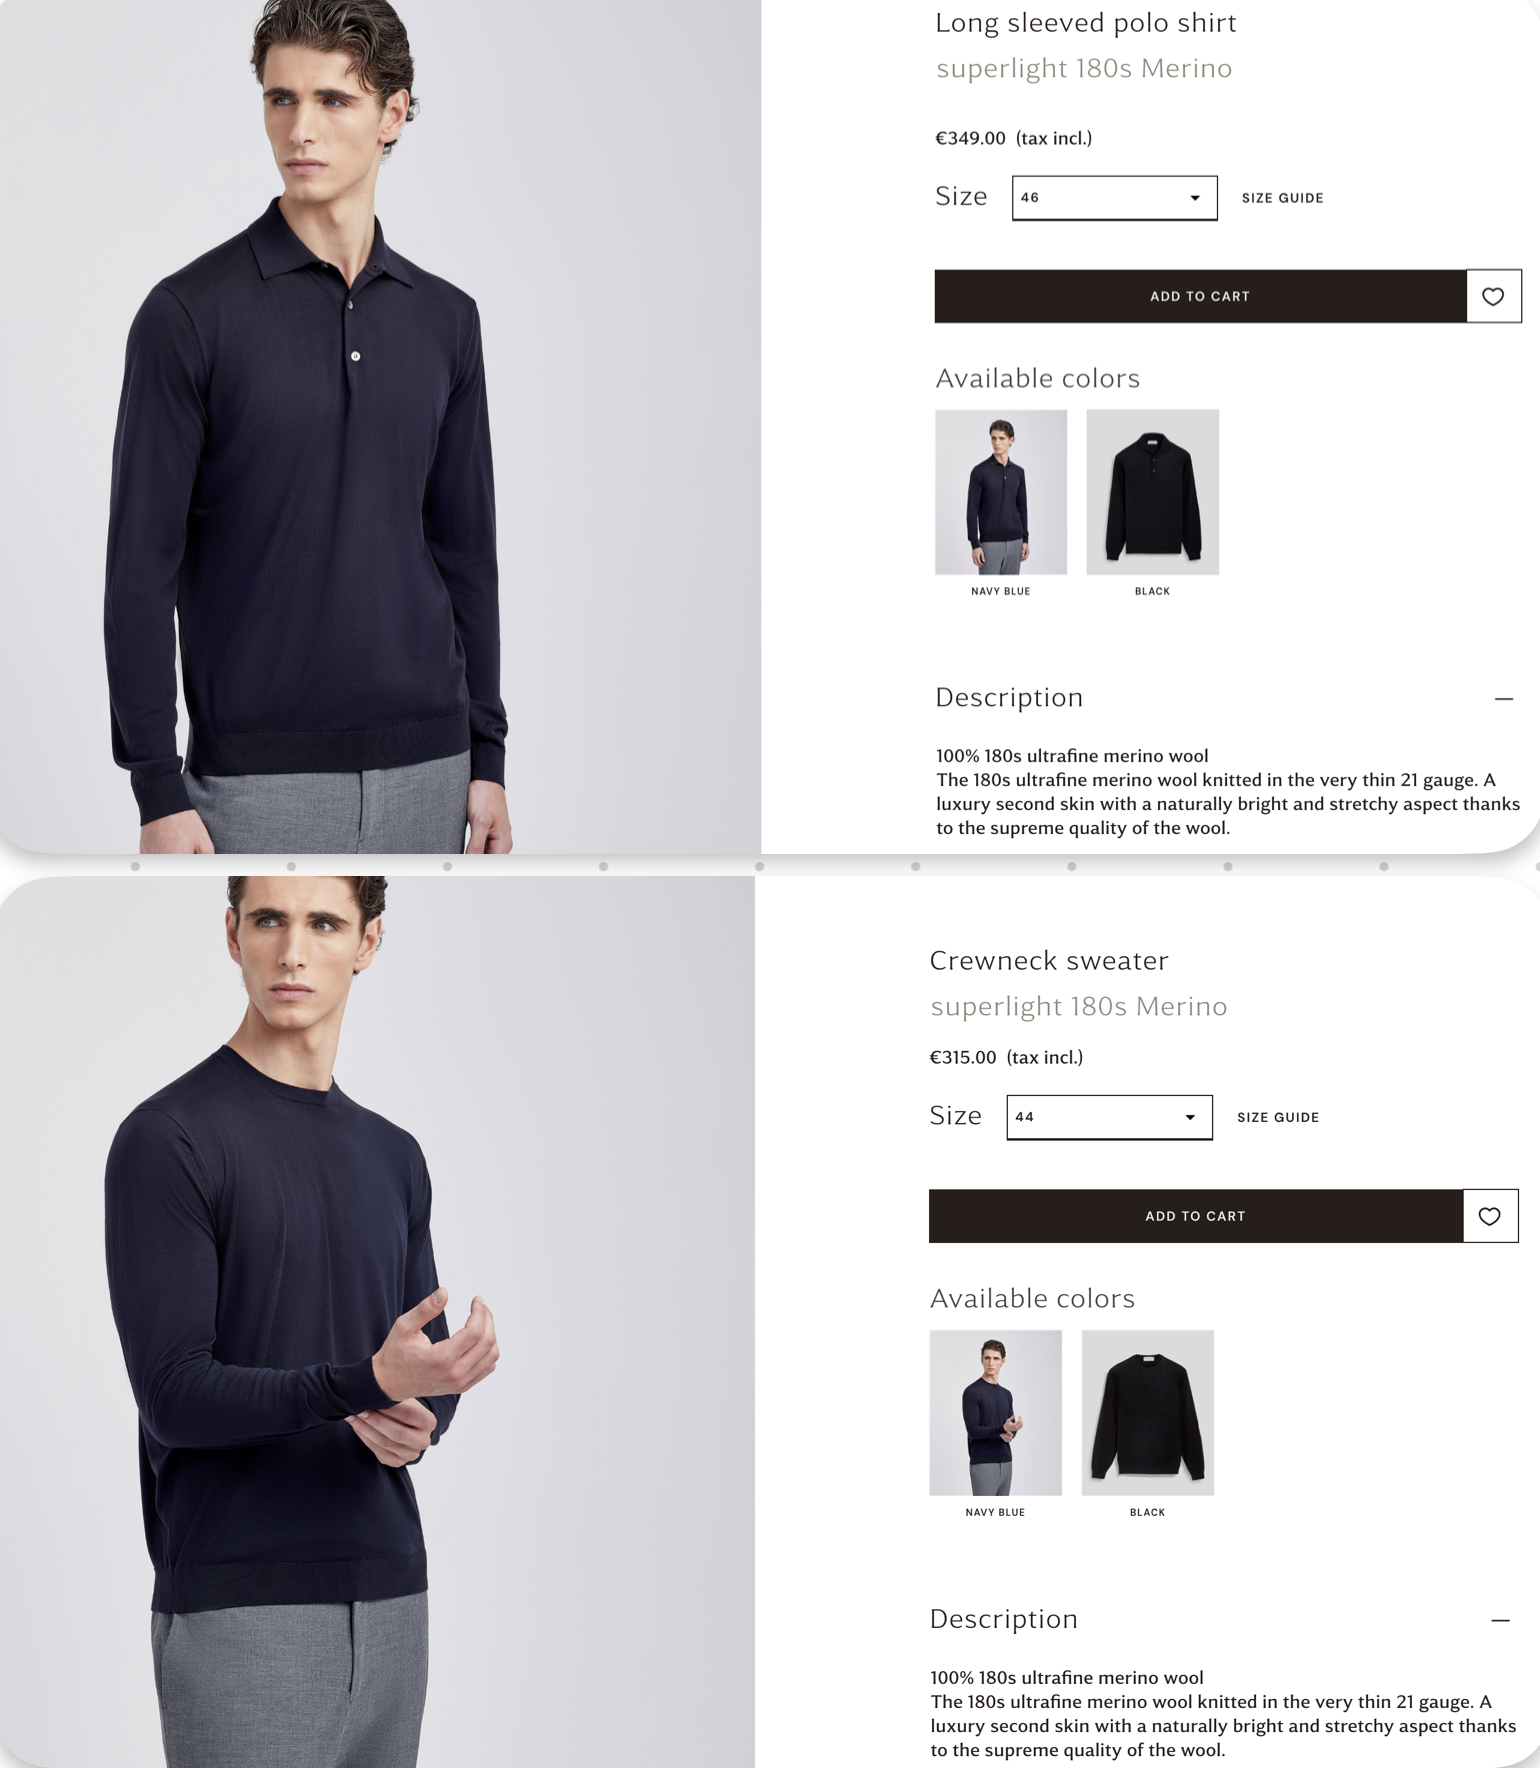 Long sleeved polo shirt
superlight 180s Merino
€349.00 (tax incl.)
Size 46 SIZE GUIDE
ADD TO CART
Available colors
NAVY BLUE BLACK
Description
100% 180s ultrafine merino wool
The 180s ultrafine merino wool knitted in the very thin 21 gauge. A
luxury second skin with a naturally bright and stretchy aspect thanks
to the supreme quality of the wool.
Crewneck sweater
superlight 180s Merino
€315.00 (tax incl.)
Size 44 SIZE GUIDE
ADD TO CART
Available colors
NAVY BLUE BLACK
Description
100% 180s ultrafine merino wool
The 180s ultrafine merino wool knitted in the very thin 21 gauge. A
luxury second skin with a naturally bright and stretchy aspect thanks
to the supreme quality of the wool.